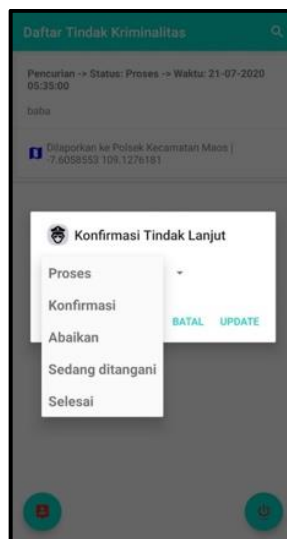 Daftar Tindak Kriminalitas
Pencurian -> Status: Proses -> Waktu: 21-07-2020
05:35:00
baba
Dilaporkan ke Polsek Kecamatan Maos |
-7.6058553 109.1276181
Konfirmasi Tindak Lanjut
Proses
Konfirmasi
BATAL UPDATE
Abaikan
Sedang ditangani
Selesai